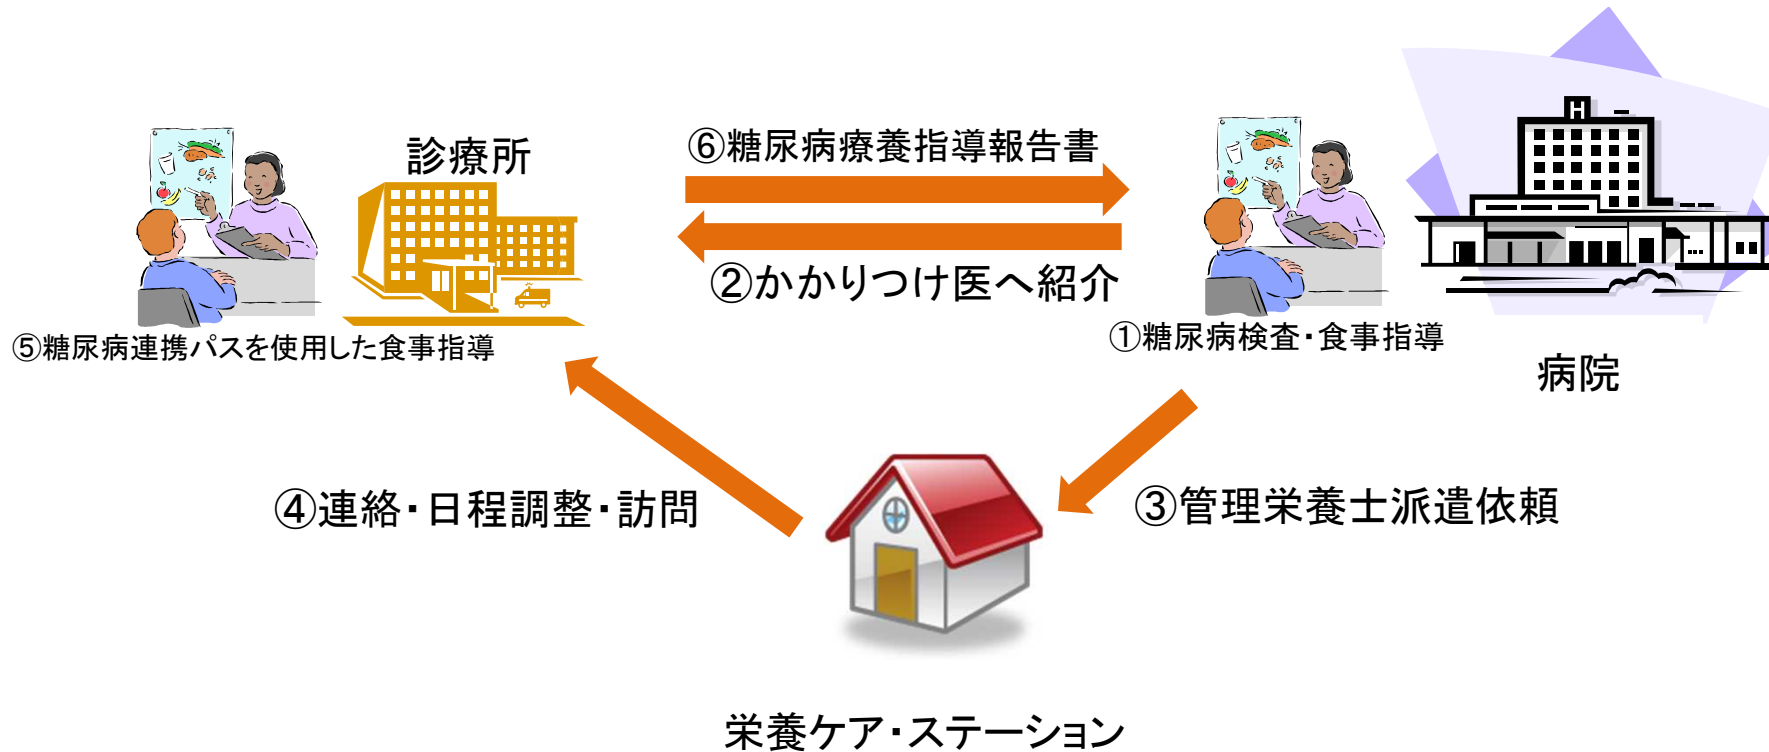 診療所
⑥糖尿病療養指導報告書
②かかりつけ医へ紹介
H
⑤糖尿病連携パスを使用した食事指導
①糖尿病検査・食事指導
病院
④連絡・日程調整・訪問
③管理栄養士派遣依頼
栄養ケア・ステーション